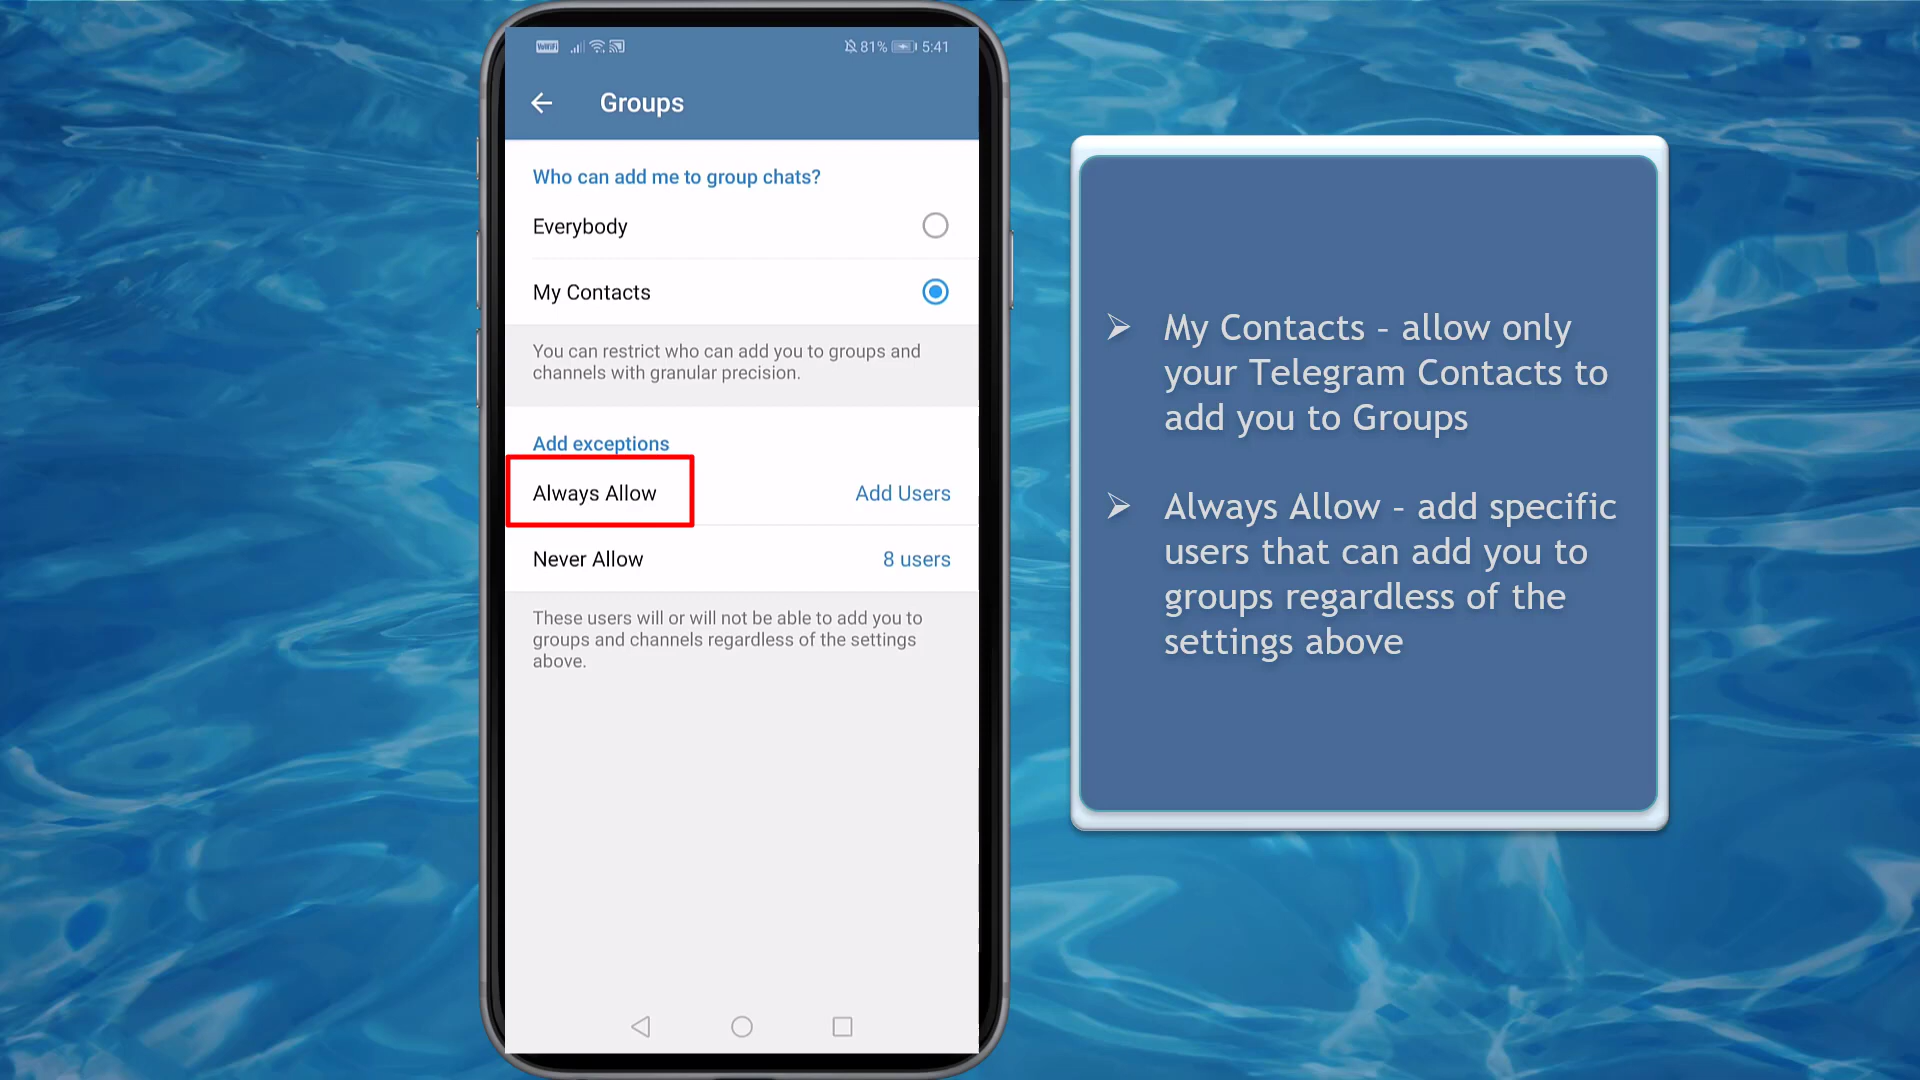 81% 5:41
Groups
Who can add me to group chats?
Everybody
My Contacts
You can restrict who can add you to groups and
channels with granular precision.
Add exceptions
Always Allow
Add Users
Never Allow
8 users
These users will or will not be able to add you to
groups and channels regardless of the settings
above.
➢ My Contacts – allow only
your Telegram Contacts to
add you to Groups
➢ Always Allow – add specific
users that can add you to
groups regardless of the
settings above